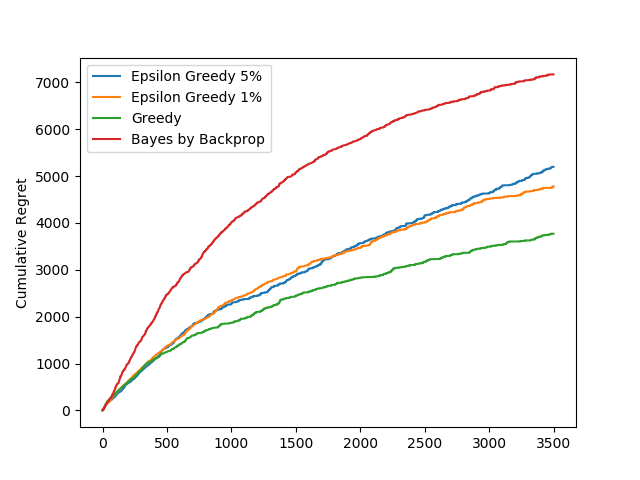 Epsilon Greedy 5%
Epsilon Greedy 1%
Greedy
Bayes by Backprop
7000
6000
5000
4000
3000
2000
1000
0
Cumulative Regret
0 500 1000 1500 2000 2500 3000 3500